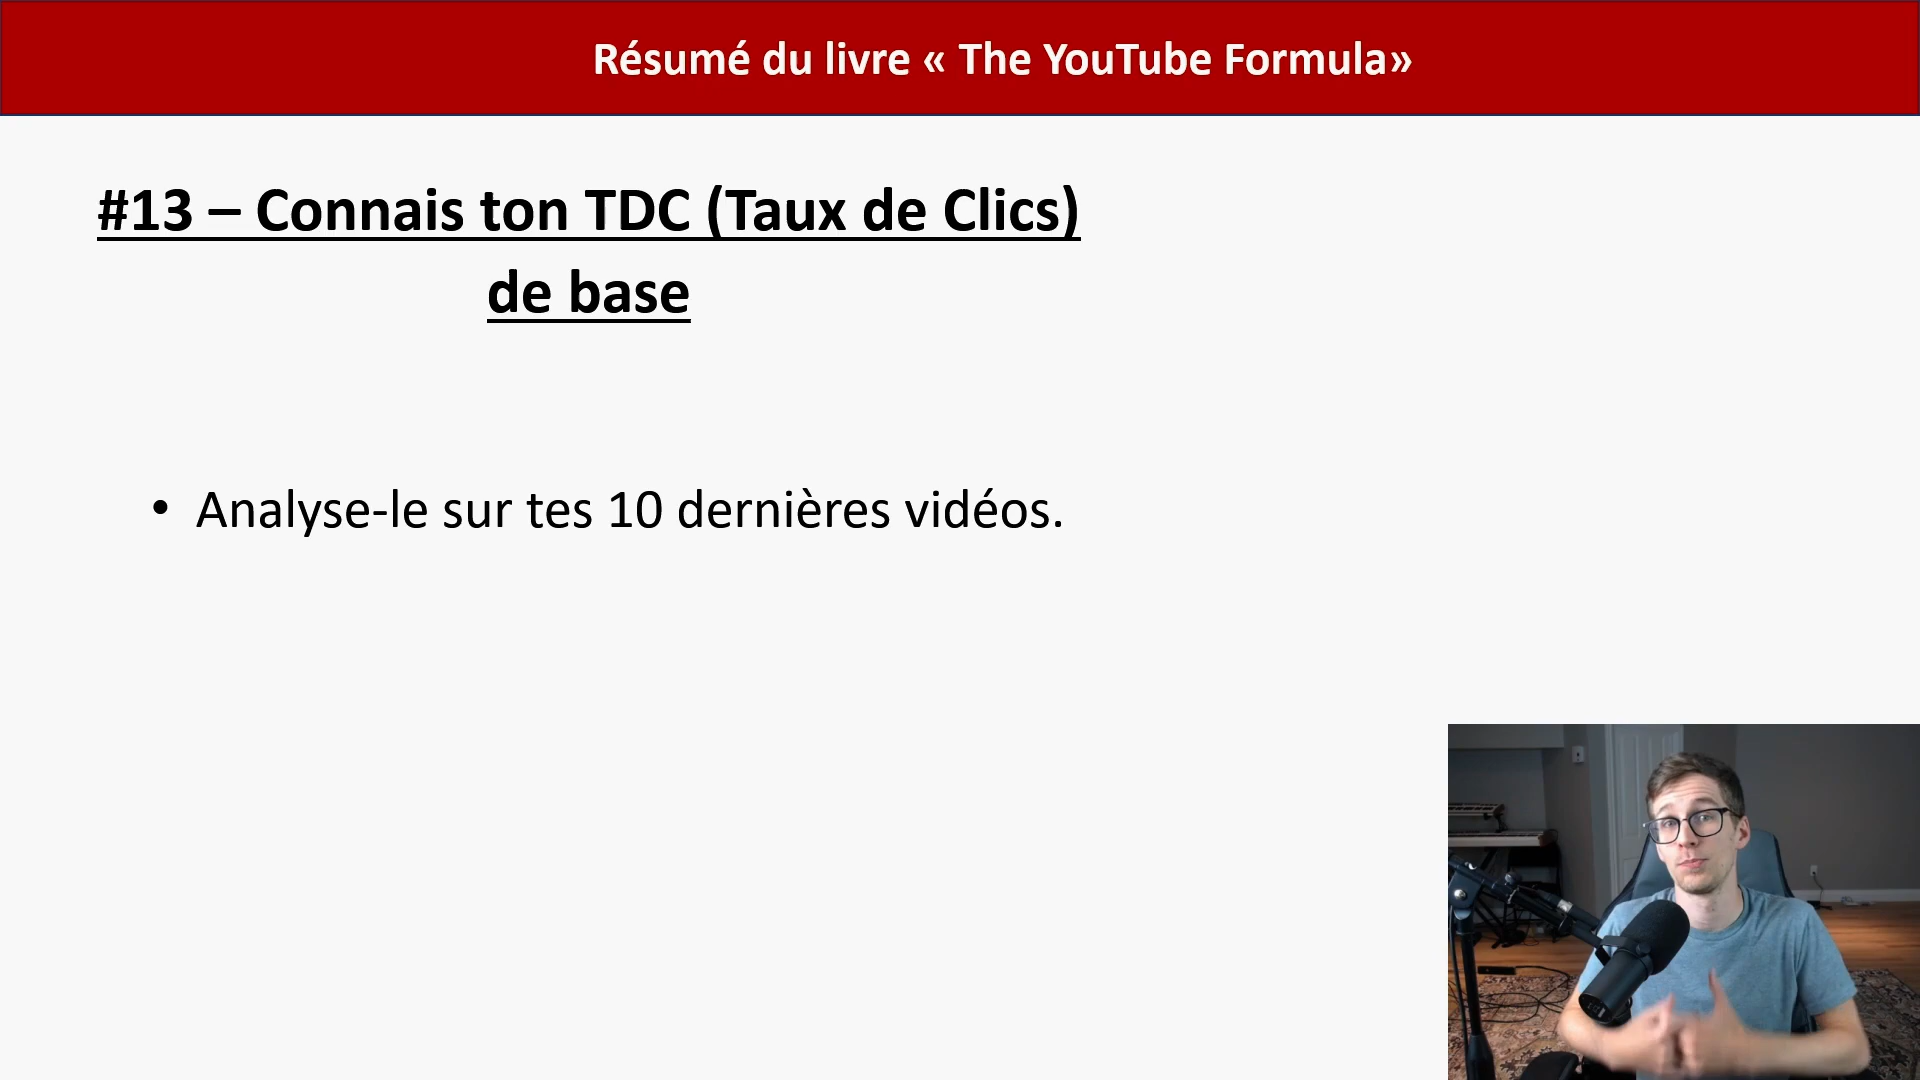 Résumé du livre « The YouTube Formula»
#13 – Connais ton TDC (Taux de Clics)
de base
• Analyse-le sur tes 10 dernières vidéos.